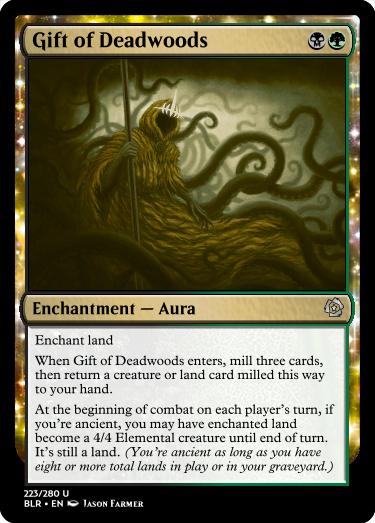 Gift of Deadwoods
Enchantment — Aura
Enchant land
When Gift of Deadwoods enters, mill three cards,
then return a creature or land card milled this way
to your hand.
At the beginning of combat on each player's turn, if
you're ancient, you may have enchanted land
become a 4/4 Elemental creature until end of turn.
It's still a land. (You're ancient as long as you have
eight or more total lands in play or in your graveyard.)
223/280 U
BLR • EN Jason Farmer